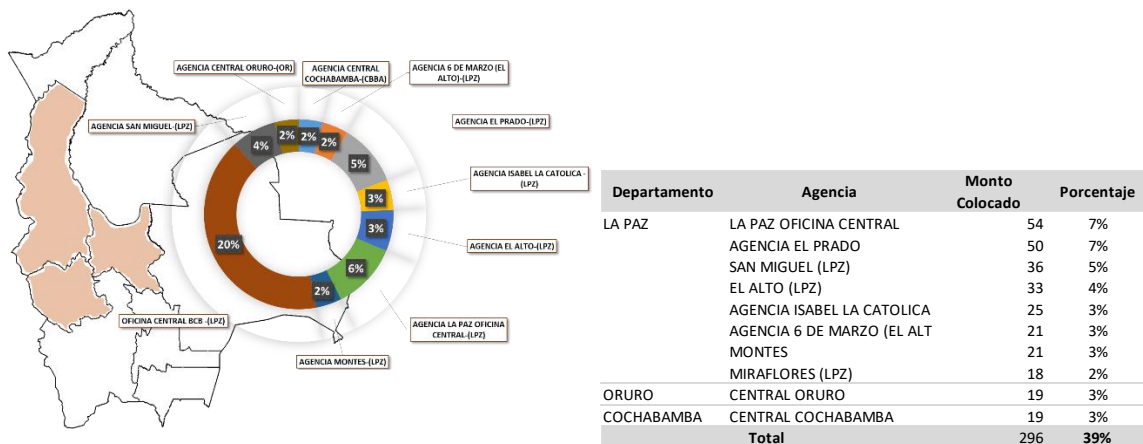 AGENCIA CENTRAL ORURO-(OR)
AGENCIA CENTRAL
COCHABAMBA-(CBBA)
AGENCIA 6 DE MARZO (EL
ALTO)-(LPZ)
AGENCIA SAN MIGUEL-(LPZ)
AGENCIA EL PRADO-(LPZ)
AGENCIA ISABEL LA CATOLICA -
(LPZ)
AGENCIA EL ALTO-(LPZ)
AGENCIA LA PAZ OFICINA
CENTRAL-(LPZ)
AGENCIA MONTES-(LPZ)
OFICINA CENTRAL BCB -(LPZ)
4%
2%
2%
2%
5%
3%
3%
6%
2%
20%
Departamento Agencia Monto Colocado Porcentaje
LA PAZ LA PAZ OFICINA CENTRAL 54 7%
AGENCIA EL PRADO 50 7%
SAN MIGUEL (LPZ) 36 5%
EL ALTO (LPZ) 33 4%
AGENCIA ISABEL LA CATOLICA 25 3%
AGENCIA 6 DE MARZO (EL ALT 21 3%
MONTES 21 3%
MIRAFLORES (LPZ) 18 2%
ORURO CENTRAL ORURO 19 3%
COCHABAMBA CENTRAL COCHABAMBA 19 3%
Total 296 39%